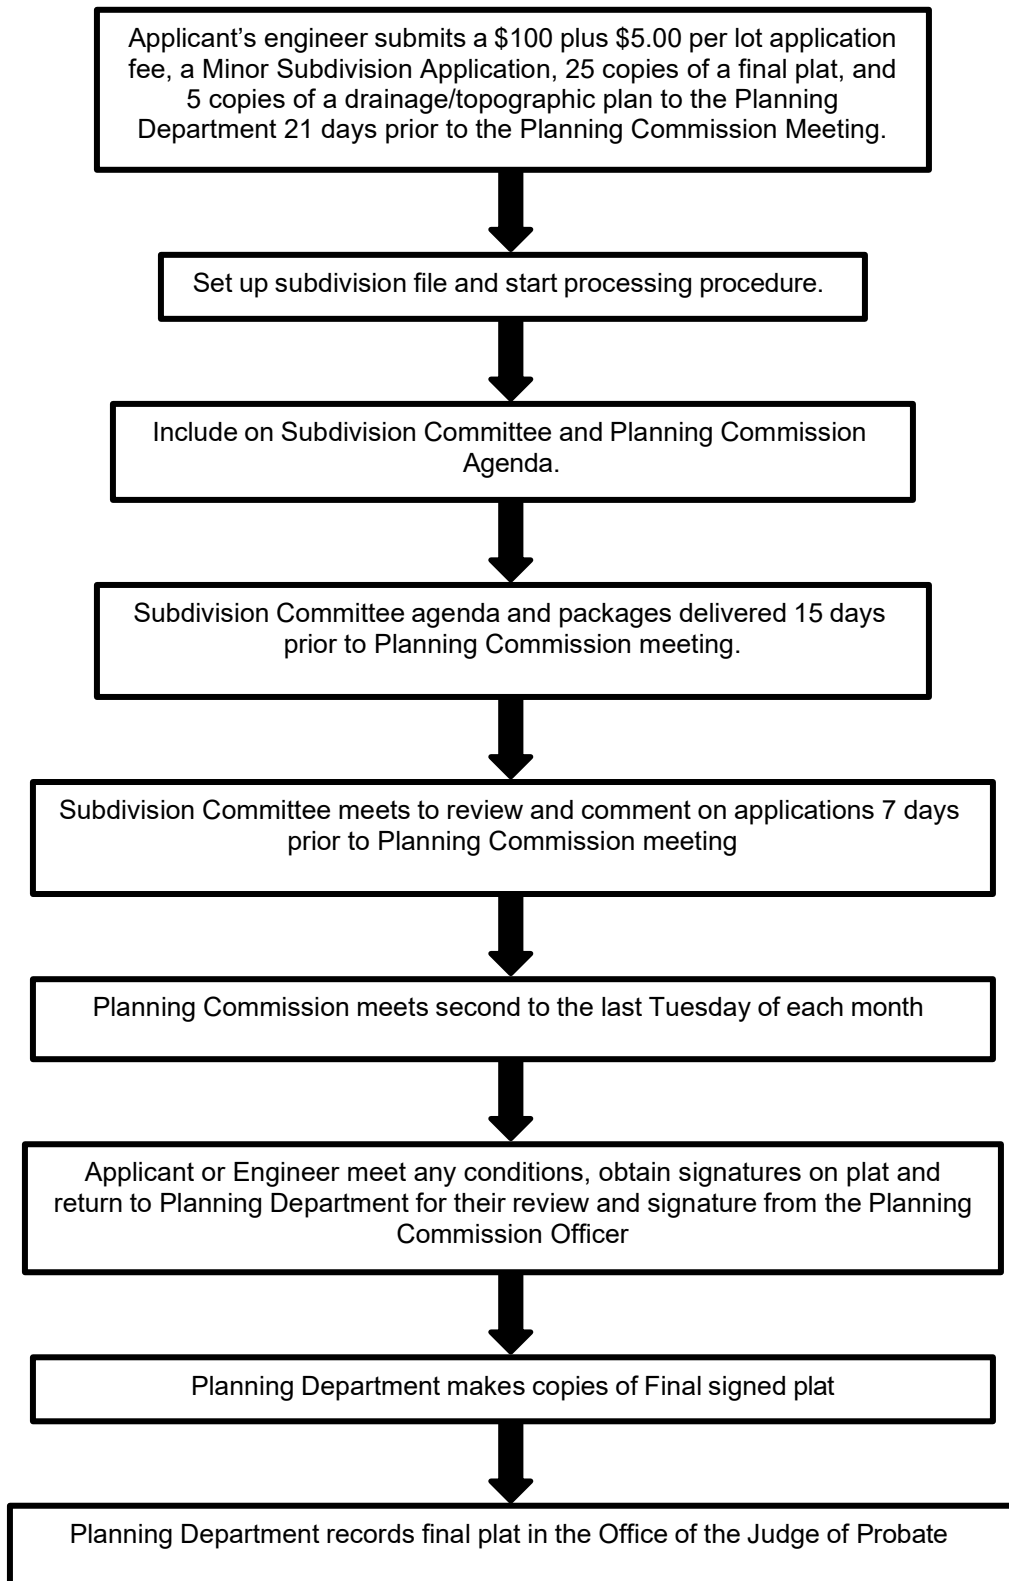 Applicant’s engineer submits a $100 plus $5.00 per lot application
fee, a Minor Subdivision Application, 25 copies of a final plat, and
5 copies of a drainage/topographic plan to the Planning
Department 21 days prior to the Planning Commission Meeting.
Set up subdivision file and start processing procedure.
Include on Subdivision Committee and Planning Commission
Agenda.
Subdivision Committee agenda and packages delivered 15 days
prior to Planning Commission meeting.
Subdivision Committee meets to review and comment on applications 7 days
prior to Planning Commission meeting
Planning Commission meets second to the last Tuesday of each month
Applicant or Engineer meet any conditions, obtain signatures on plat and
return to Planning Department for their review and signature from the Planning
Commission Officer
Planning Department makes copies of Final signed plat
Planning Department records final plat in the Office of the Judge of Probate